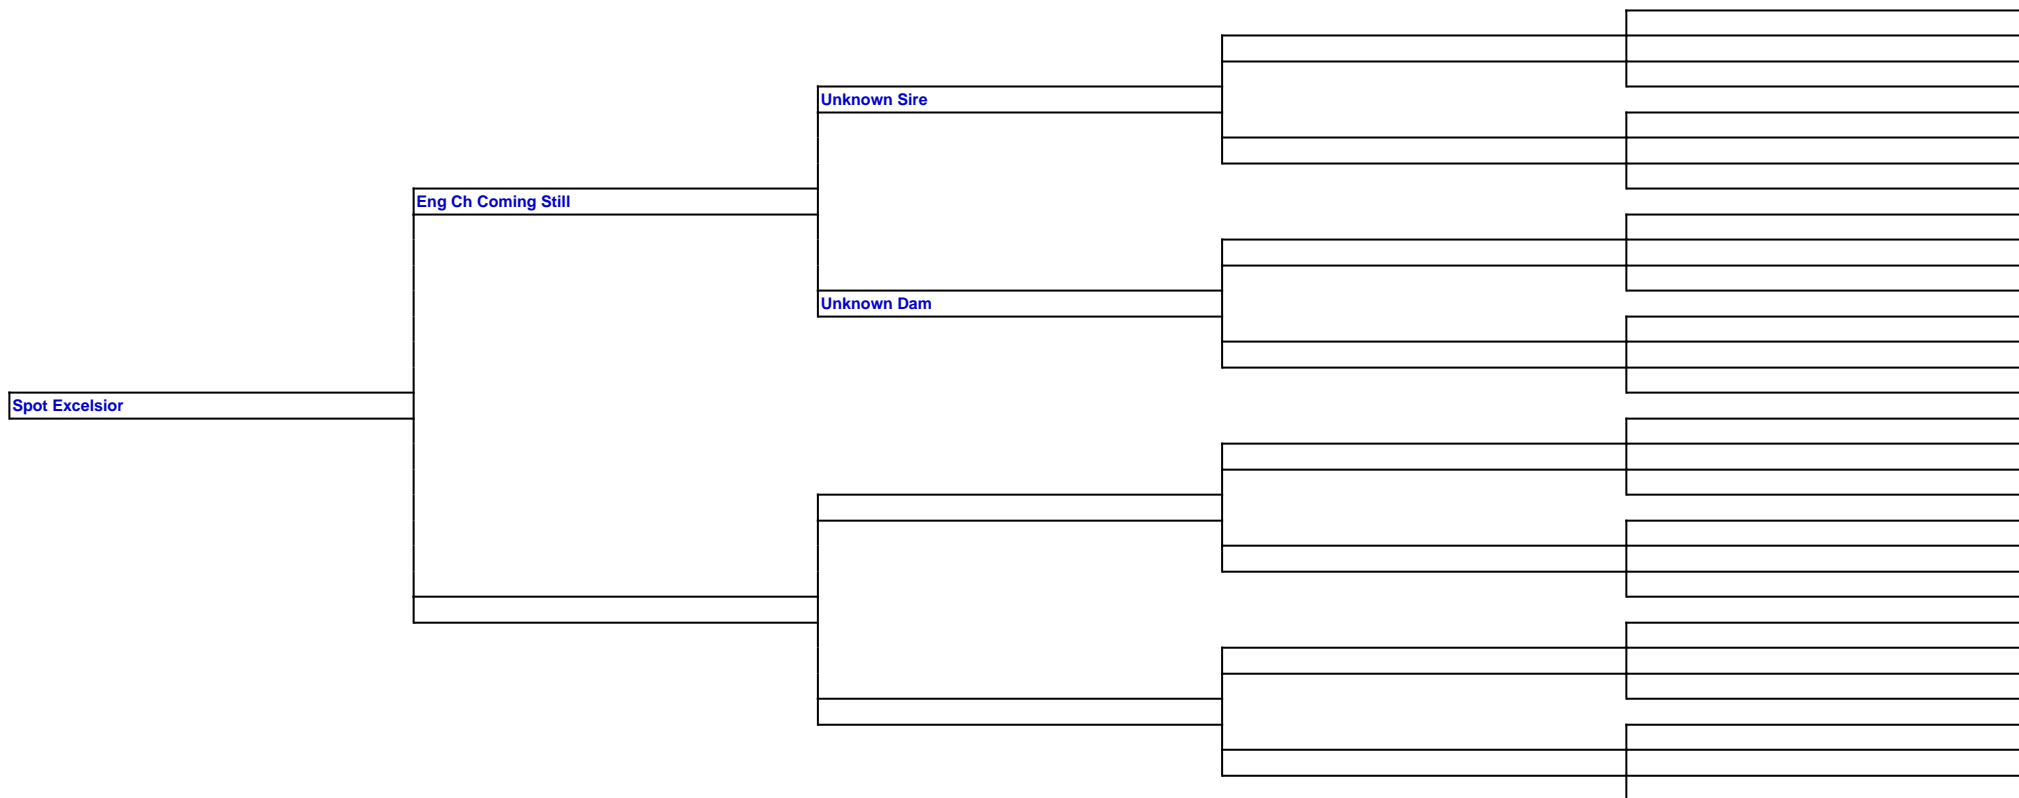 Unknown Sire
Eng Ch Coming Still
Unknown Dam
Spot Excelsior